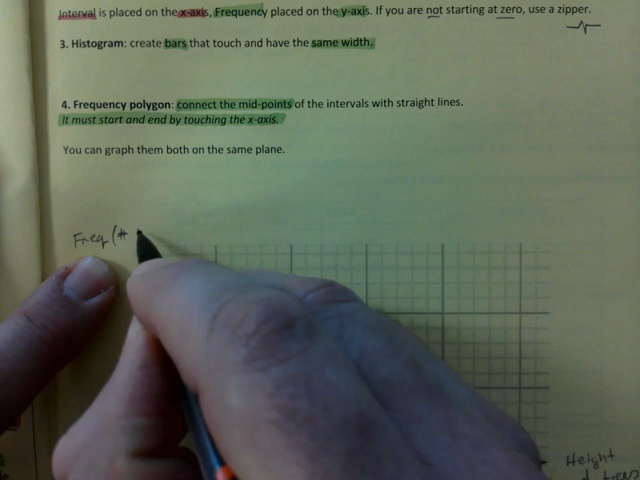 Interval is placed on the x-axis, Frequency placed on the y-axis. If you are not starting at zero, use a zipper.
3. Histogram: create bars that touch and have the same width.
4. Frequency polygon: connect the mid-points of the intervals with straight lines.
It must start and end by touching the x-axis.
You can graph them both on the same plane.
Freq (#
Height
trees